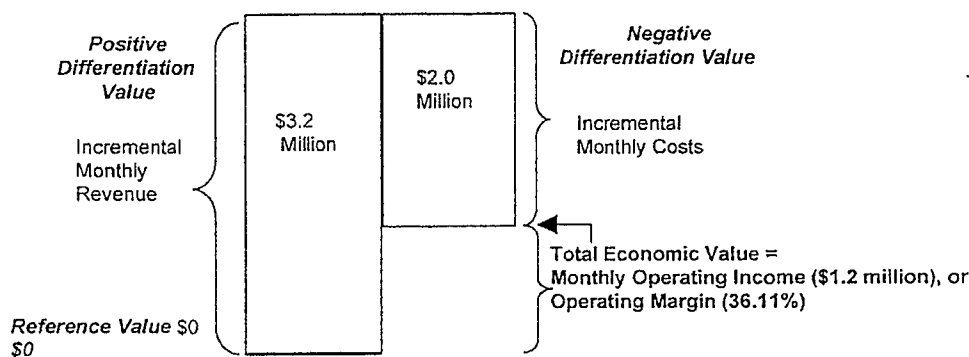 Positive
Differentiation
Value
Incremental
Monthly
Revenue
$3.2
Million
$2.0
Million
Negative
Differentiation Value
Incremental
Monthly Costs
Total Economic Value =
Monthly Operating Income ($1.2 million), or
Operating Margin (36.11%)
Reference Value $0
$0